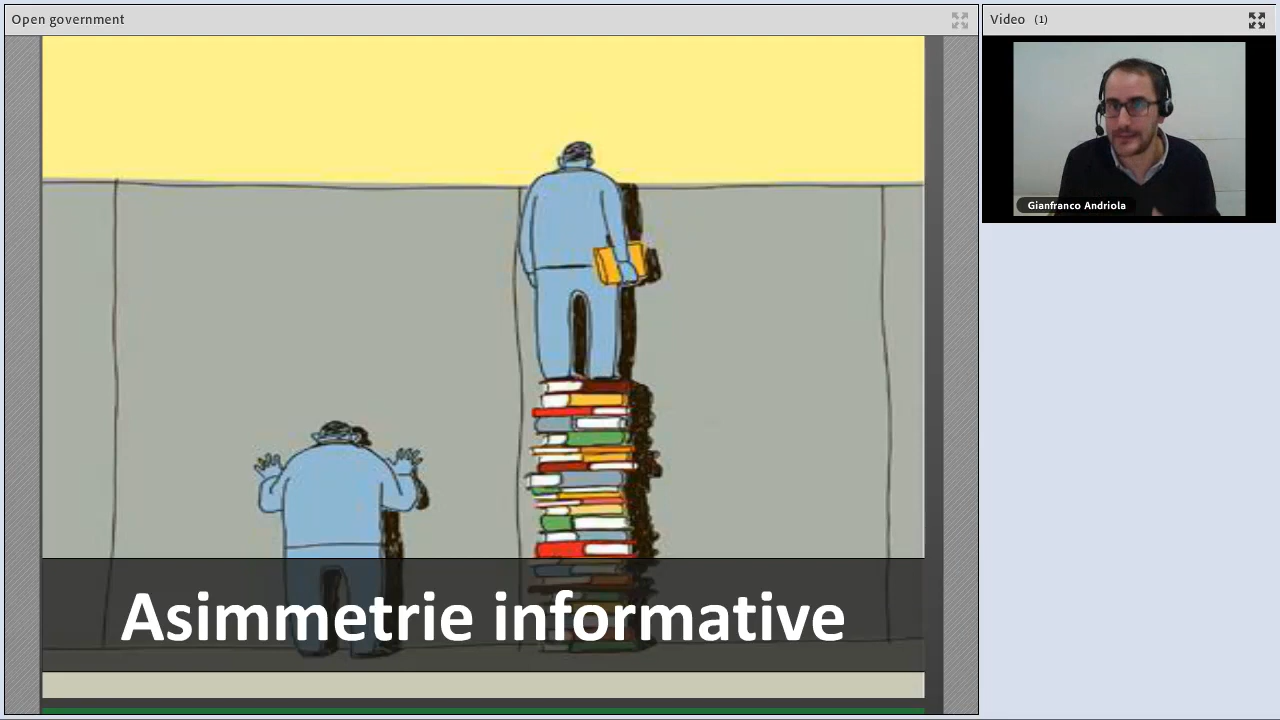 Open government
Video (1)
Gianfranco Andriola
Asimmetrie informative